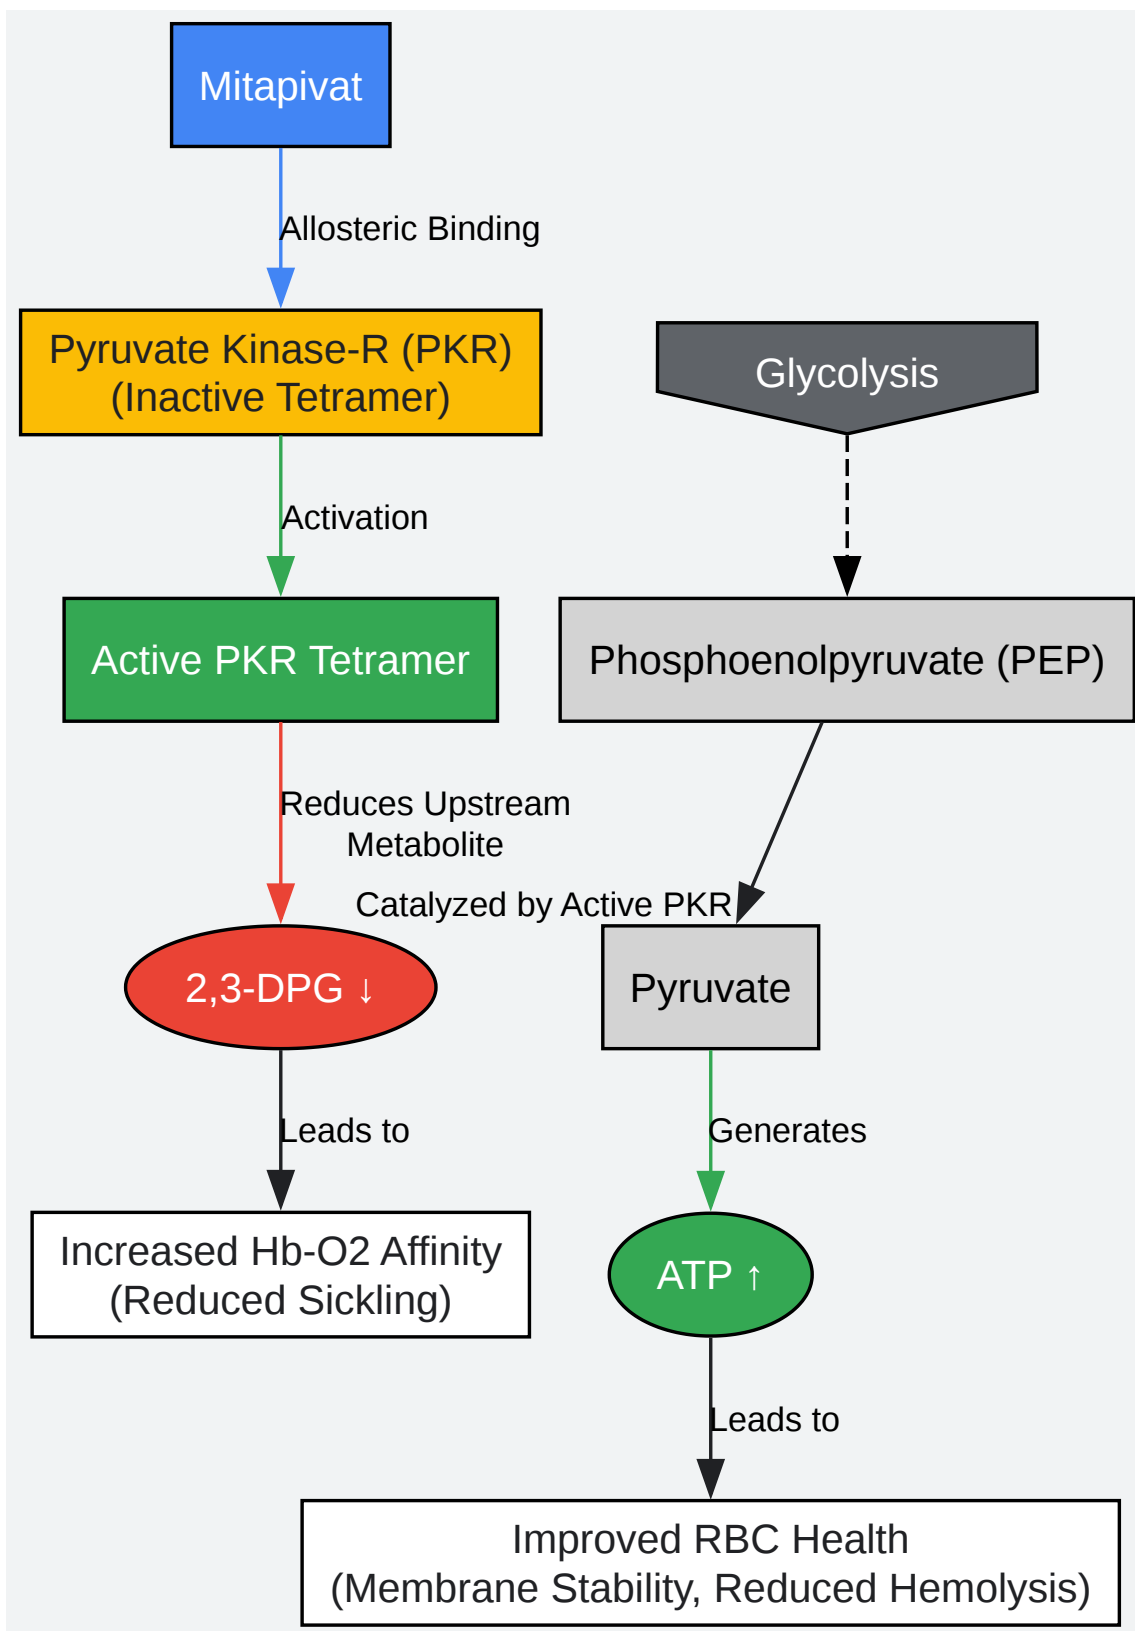 Mitapivat
Allosteric Binding
Pyruvate Kinase-R (PKR)
(Inactive Tetramer)
Glycolysis
Activation
Active PKR Tetramer
Phosphoenolpyruvate (PEP)
Reduces Upstream
Metabolite
Catalyzed by Active PKR
2,3-DPG ↓
Pyruvate
Leads to
Generates
Increased Hb-O2 Affinity
(Reduced Sickling)
ATP ↑
Leads to
Improved RBC Health
(Membrane Stability, Reduced Hemolysis)